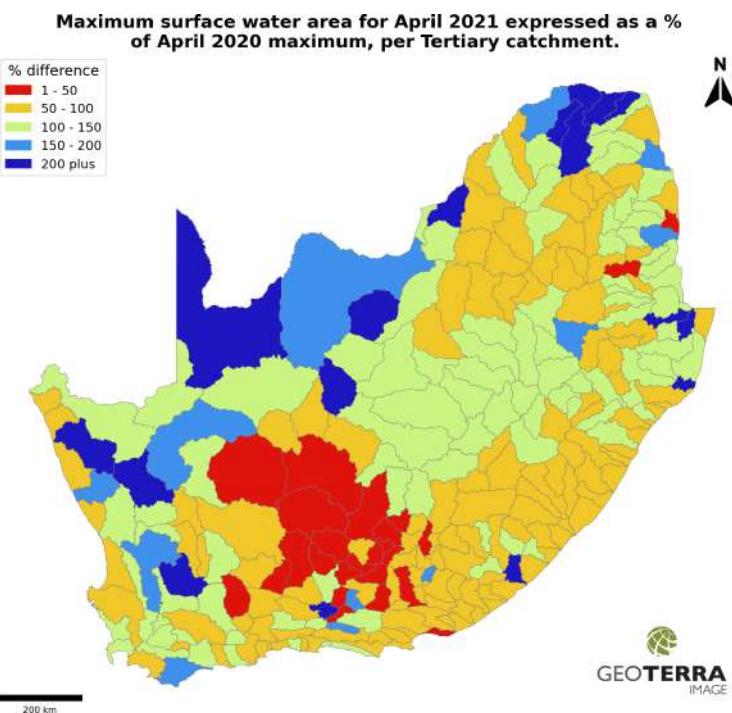 Maximum surface water area for April 2021 expressed as a %
of April 2020 maximum, per Tertiary catchment.
N
% difference
1 - 50
50 - 100
100 - 150
150 - 200
200 plus
GEOTERRA
IMAGE
200 km